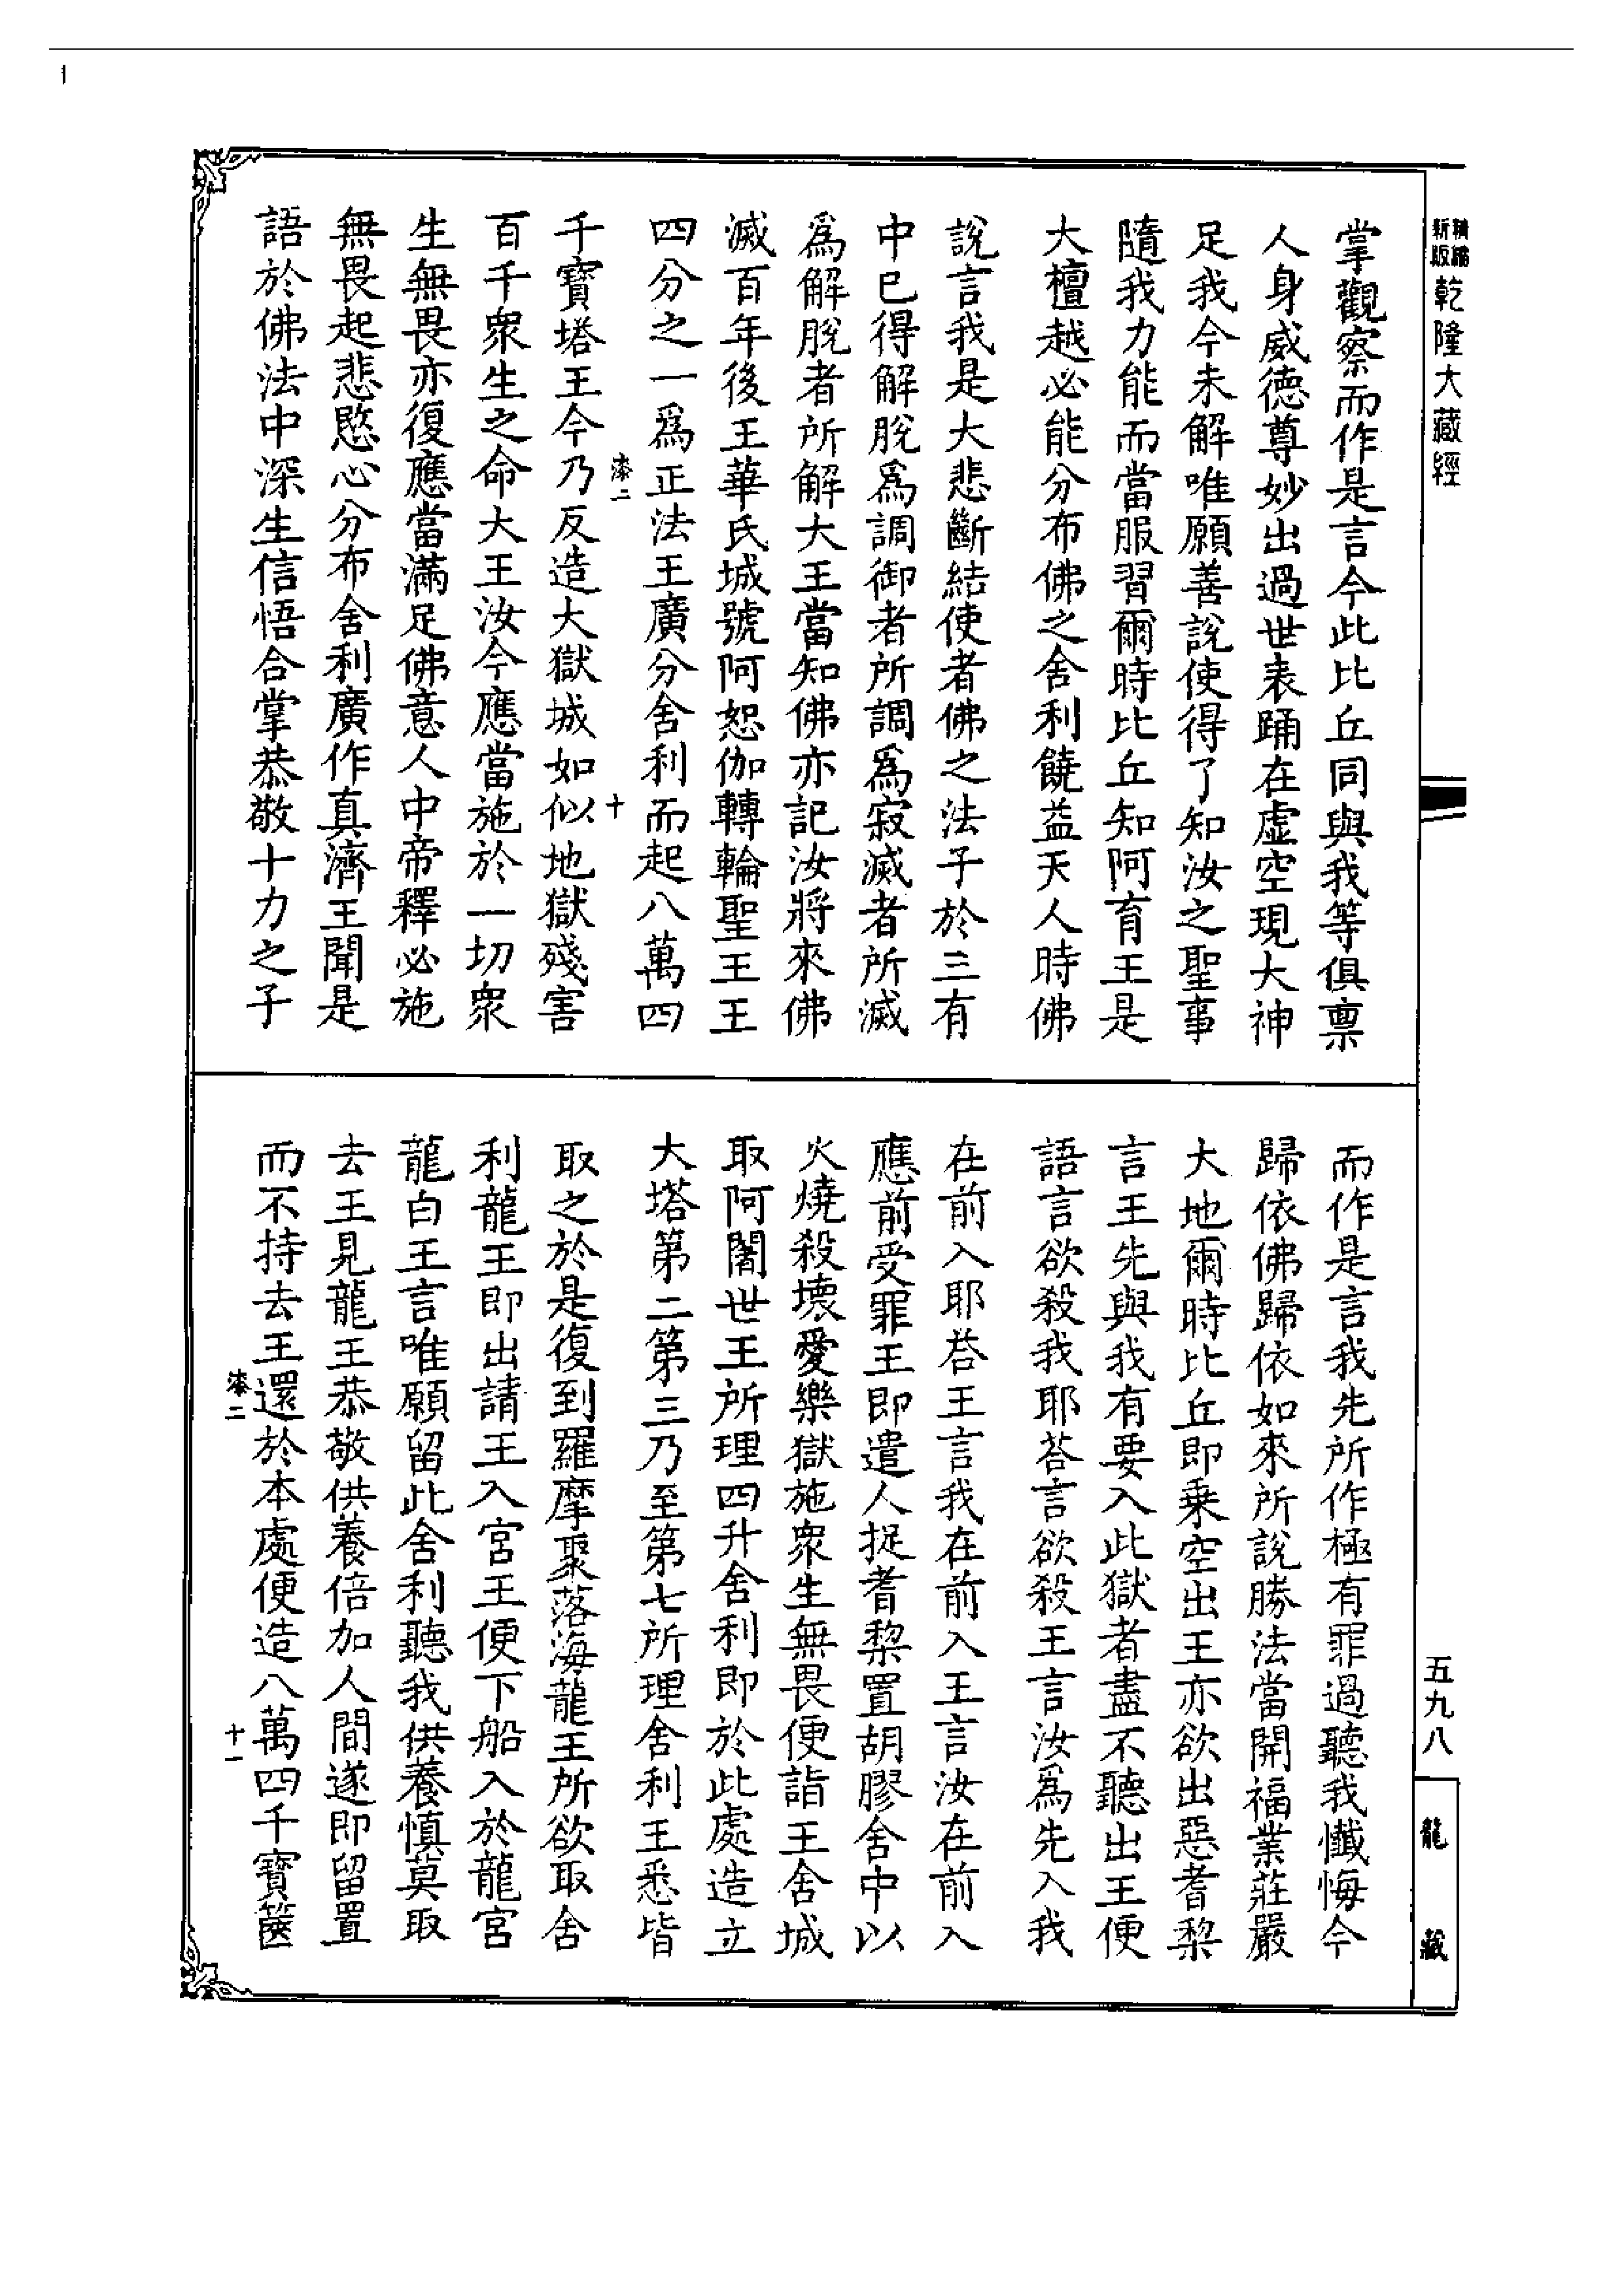 精縮
新版
乾隆大藏經
五九八
龍藏
掌觀察而作是言今此比丘同與我等俱稟
人身威德尊妙出過世表踊在虛空現大神
足我今未解唯願善說使得了知汝之聖事
隨我力能而當服習爾時比丘知阿育王是
大檀越必能分布佛之舍利饒益天人時佛
說言我是大悲斷結使者佛之法子於三有
中已得解脫爲調御者所調爲寂滅者所滅
爲解脫者所解大王當知佛亦記汝將來佛
滅百年後王華氏城號阿恕伽轉輪聖王王
四分之一爲正法王廣分舍利而起八萬四
漆二
十
千寶塔王今乃反造大獄城如似地獄殘害
百千衆生之命大王汝今應當施於一切衆
生無畏亦復應當滿足佛意人中帝釋必施
無畏起悲愍心分布舍利廣作真濟王聞是
語於佛法中深生信悟合掌恭敬十力之子
而作是言我先所作極有罪過聽我懺悔今
歸依佛歸依如來所說勝法當開福業莊嚴
大地爾時比丘即乗空出王亦欲出惡耆黎
言王先與我有要入此獄者盡不聽出王便
語言欲殺我耶荅言欲殺王言汝爲先入我
在前入耶荅王言我在前入王言汝在前入
應前受罪王即遣人捉耆黎置胡膠舍中以
火燒殺壞愛樂獄施衆生無畏便詣王舍城
取阿闍世王所理四升舍利即於此處造立
大塔第二第三乃至第七所理舍利王悉皆
取之於是復到羅摩聚落海龍王所欲取舍
利龍王即出請王入宮王便下船入於龍宮
龍白王言唯願留此舍利聽我供養慎莫取
去王見龍王恭敬供養倍加人間遂即留置
而不持去王還於本處便造八萬四千寶篋
漆二
十一